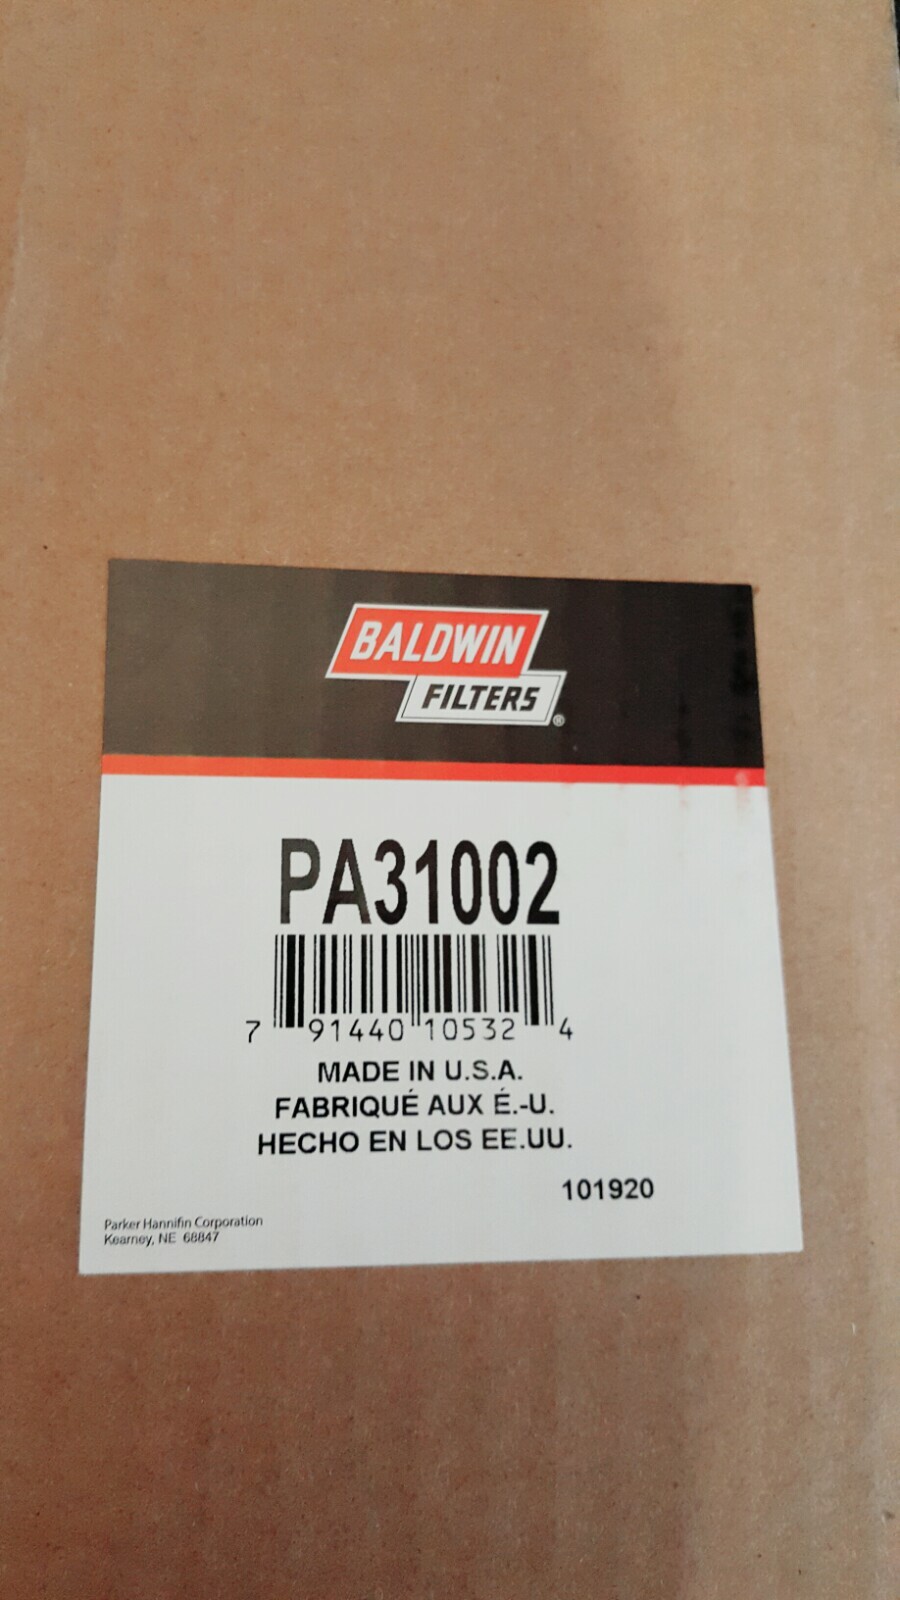 BALDWIN
FILTERS®
PA31002
7 91440 10532 4
MADE IN U.S.A.
FABRIQUÉ AUX É.-U.
HECHO EN LOS EE.UU.
101920
Parker Hannifin Corporation
Kearney, NE 68847